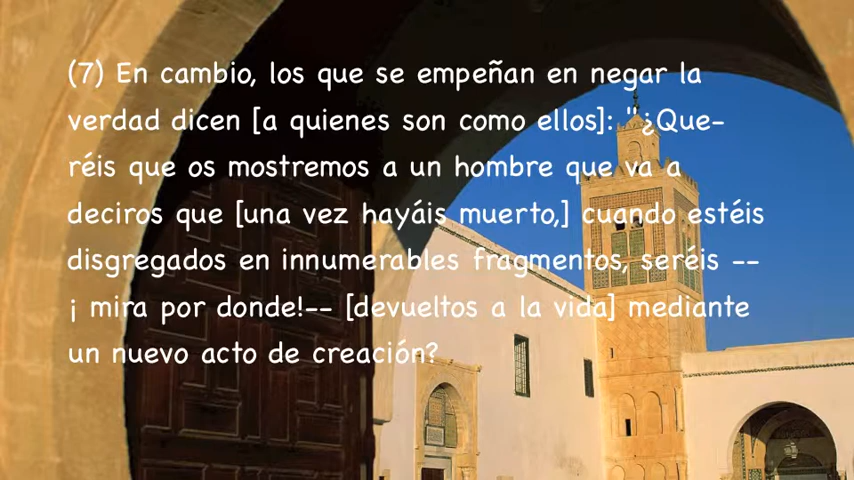 (7) En cambio, los que se empeñan en negar la
verdad dicen [a quienes son como ellos]: "¿Que-
réis que os mostremos a un hombre que va a
deciros que [una vez hayáis muerto,] cuando estéis
disgregados en innumerables fragmentos, seréis --
¡ mira por donde!-- [devueltos a la vida] mediante
un nuevo acto de creación?